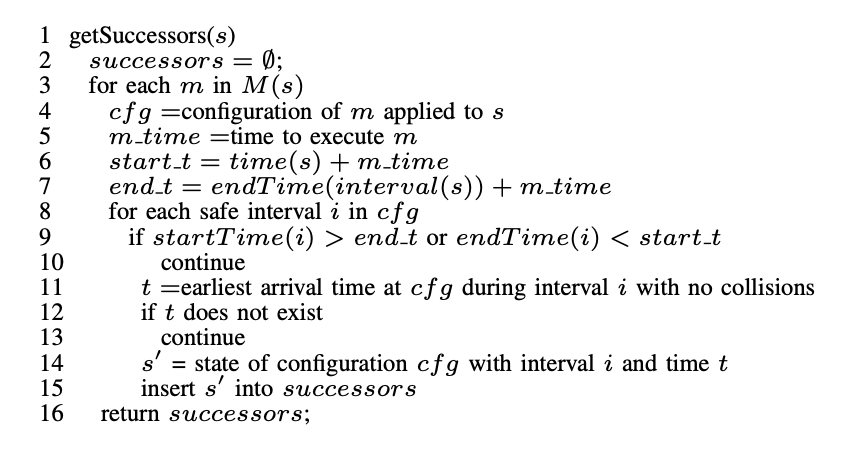 1 getSuccessors(s)
2 successors = ∅;
3 for each m in M(s)
4 cfg =configuration of m applied to s
5 m_time =time to execute m
6 start_t = time(s) + m_time
7 end_t = endTime(interval(s)) + m_time
8 for each safe interval i in cfg
9 if startTime(i) > end_t or endTime(i) < start_t
10 continue
11 t =earliest arrival time at cfg during interval i with no collisions
12 if t does not exist
13 continue
14 s′ = state of configuration cfg with interval i and time t
15 insert s′ into successors
16 return successors;